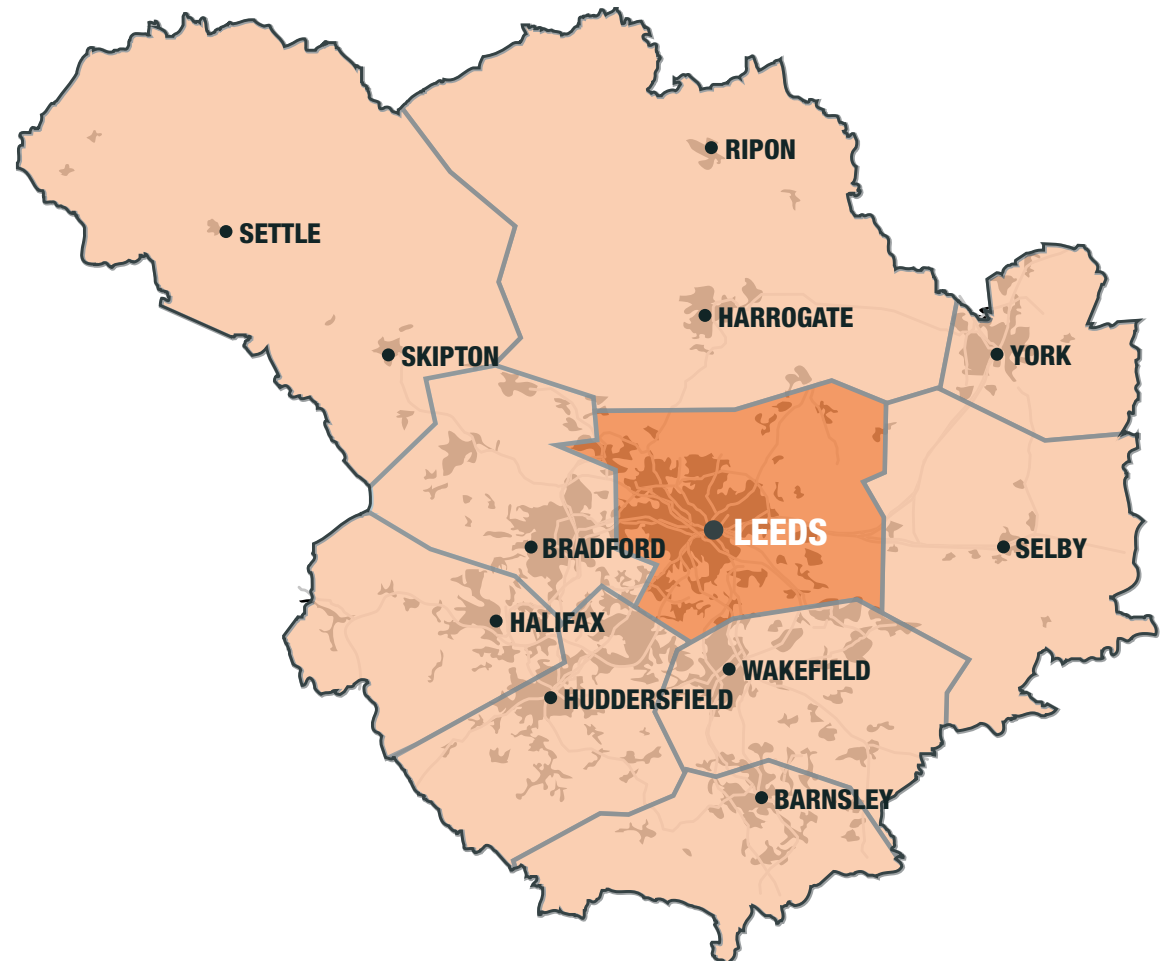 RIPON
SETTLE
HARROGATE
SKIPTON
YORK
LEEDS
BRADFORD
SELBY
HALIFAX
WAKEFIELD
HUDDERSFIELD
BARNSLEY